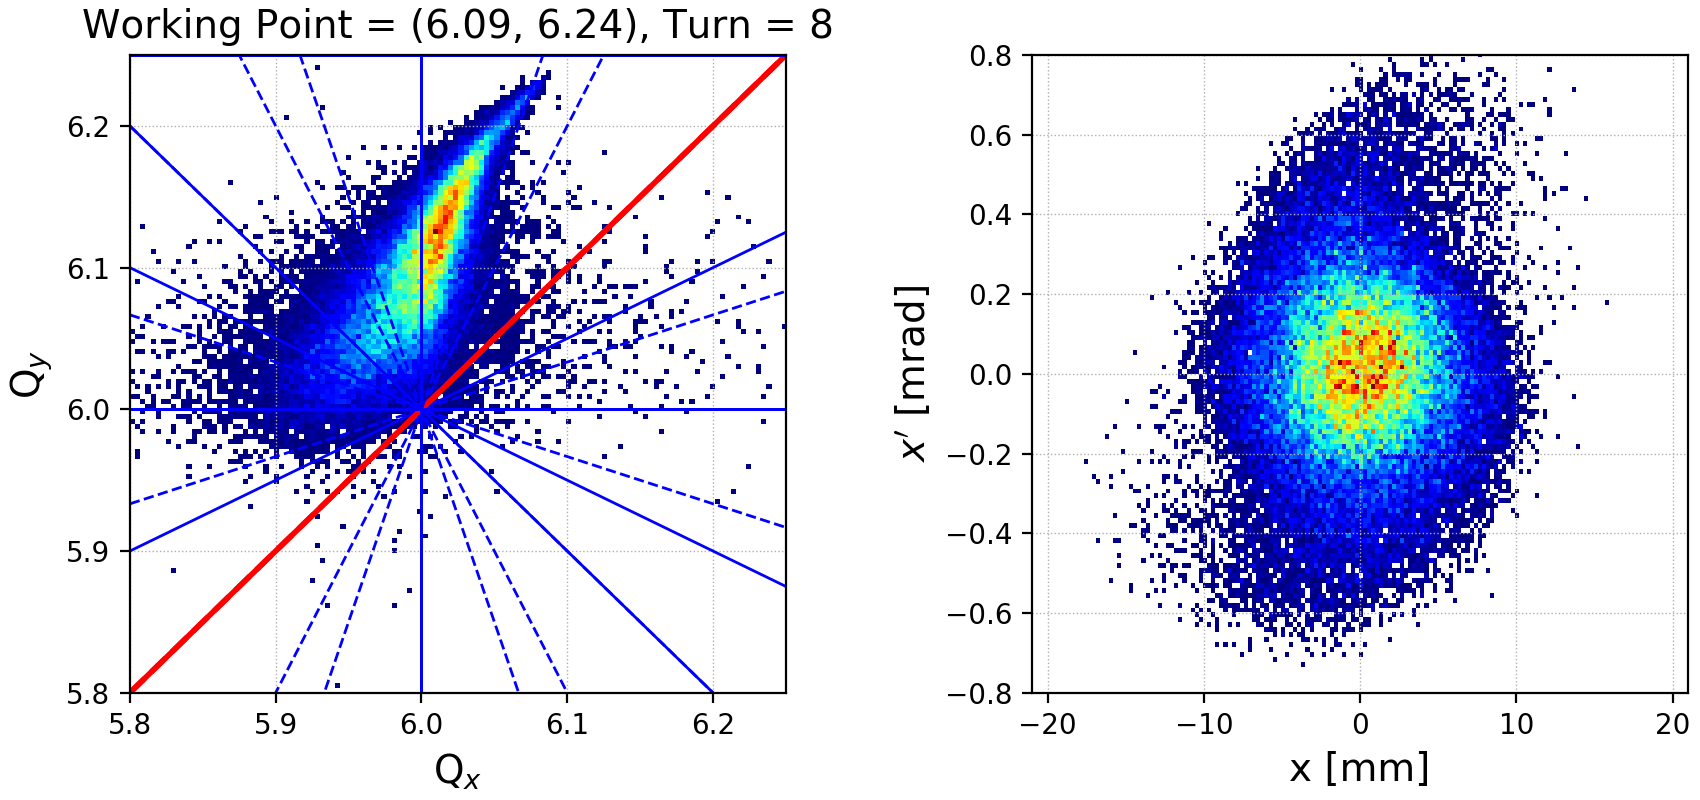 Working Point = (6.09, 6.24), Turn = 8
6.2
6.1
6.0
5.9
5.8
Qy
5.8 5.9 6.0 6.1 6.2
Qx
0.8
0.6
0.4
0.2
0.0
−0.2
−0.4
−0.6
−0.8
x′ [mrad]
−20 −10 0 10 20
x [mm]